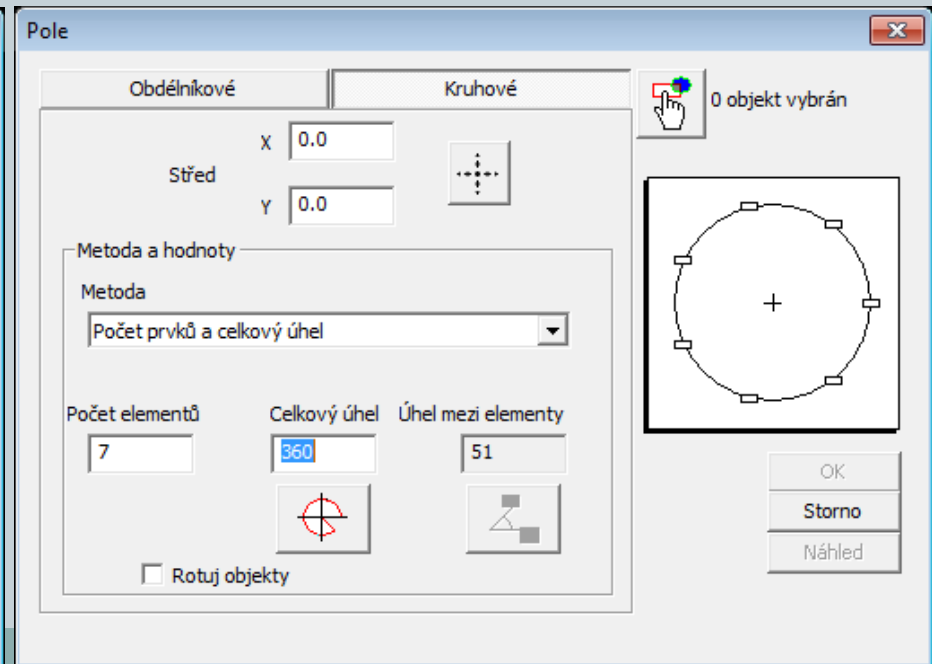 Pole
Obdélníkové Kruhové
0 objekt vybrán
X 0.0
Střed
Y 0.0
Metoda a hodnoty
Metoda
Počet prvků a celkový úhel
Počet elementů Celkový úhel Úhel mezi elementy
7 360 51
OK
Storno
Náhled
Rotuj objekty